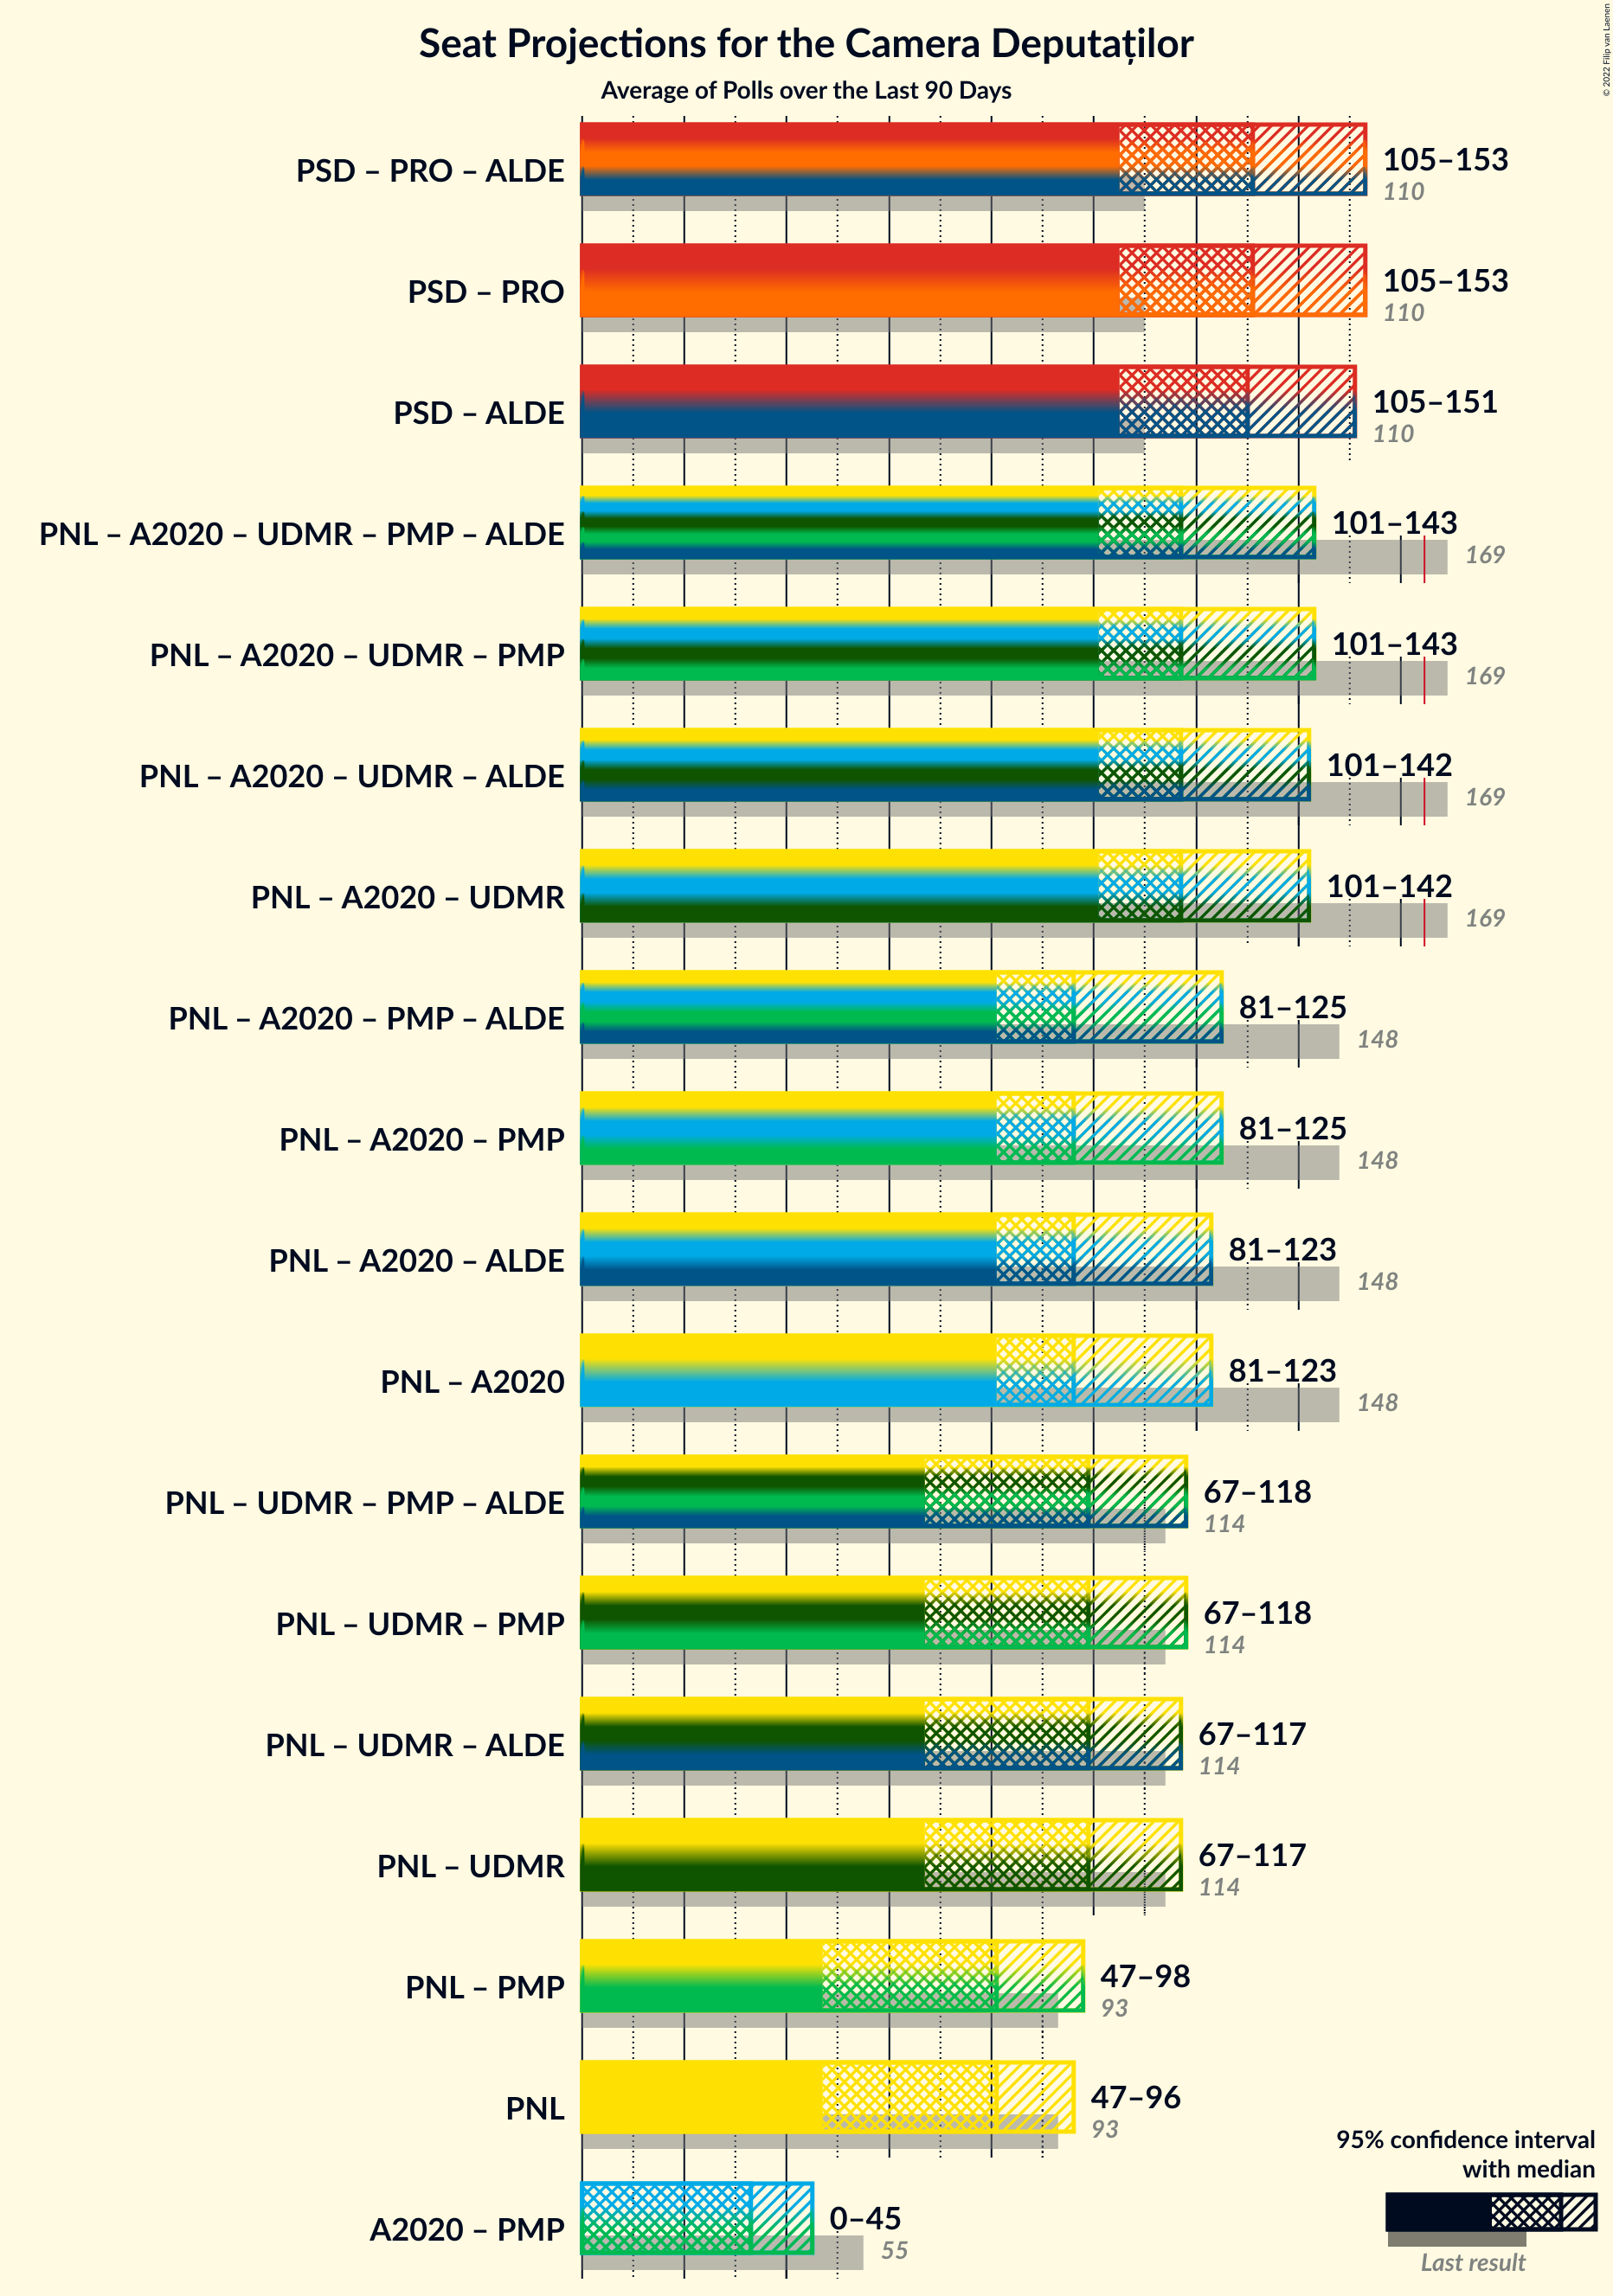 Seat Projections for the Camera Deputaților
Average of Polls over the Last 90 Days
© 2022 Filip van Laenen
PSD – PRO – ALDE
105–153
110
PSD – PRO
105–153
110
PSD – ALDE
105–151
110
PNL – A2020 – UDMR – PMP – ALDE
101–143
169
PNL – A2020 – UDMR – PMP
101–143
169
PNL – A2020 – UDMR – ALDE
101–142
169
PNL – A2020 – UDMR
101–142
169
PNL – A2020 – PMP – ALDE
81–125
148
PNL – A2020 – PMP
81–125
148
PNL – A2020 – ALDE
81–123
148
PNL – A2020
81–123
148
PNL – UDMR – PMP – ALDE
67–118
114
PNL – UDMR – PMP
67–118
114
PNL – UDMR – ALDE
67–117
114
PNL – UDMR
67–117
114
PNL – PMP
47–98
93
PNL
47–96
93
A2020 – PMP
0–45
55
95% confidence interval
with median
Last result